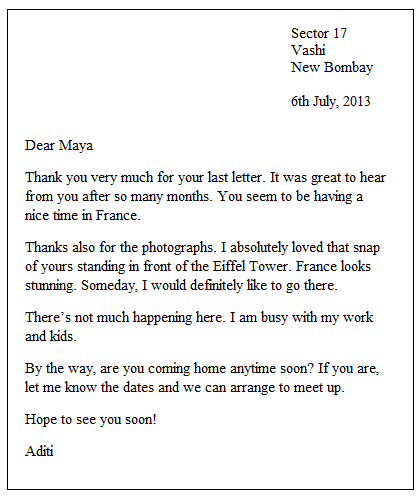 Sector 17
Vashi
New Bombay
6th July, 2013
Dear Maya
Thank you very much for your last letter. It was great to hear
from you after so many months. You seem to be having a
nice time in France.
Thanks also for the photographs. I absolutely loved that snap
of yours standing in front of the Eiffel Tower. France looks
stunning. Someday, I would definitely like to go there.
There’s not much happening here. I am busy with my work
and kids.
By the way, are you coming home anytime soon? If you are,
let me know the dates and we can arrange to meet up.
Hope to see you soon!
Aditi